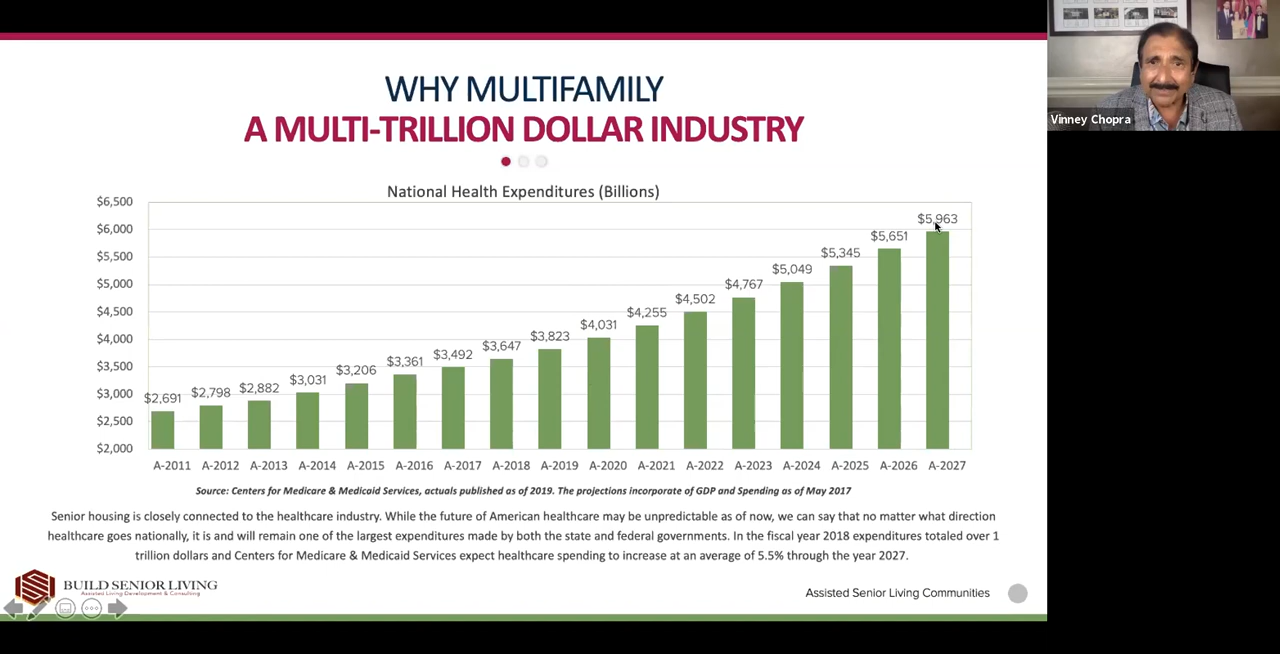 WHY MULTIFAMILY
A MULTI-TRILLION DOLLAR INDUSTRY
National Health Expenditures (Billions)
$6,500
$6,000
$5,500
$5,000
$4,500
$4,000
$3,500
$3,000
$2,500
$2,000
$2,691
$2,798
$2,882
$3,031
$3,206
$3,361
$3,492
$3,647
$3,823
$4,031
$4,255
$4,502
$4,767
$5,049
$5,345
$5,651
$5,963
A-2011 A-2012 A-2013 A-2014 A-2015 A-2016 A-2017 A-2018 A-2019 A-2020 A-2021 A-2022 A-2023 A-2024 A-2025 A-2026 A-2027
Source: Centers for Medicare & Medicaid Services, actuals published as of 2019. The projections incorporate of GDP and Spending as of May 2017
Senior housing is closely connected to the healthcare industry. While the future of American healthcare may be unpredictable as of now, we can say that no matter what direction
healthcare goes nationally, it is and will remain one of the largest expenditures made by both the state and federal governments. In the fiscal year 2018 expenditures totaled over 1
trillion dollars and Centers for Medicare & Medicaid Services expect healthcare spending to increase at an average of 5.5% through the year 2027.
BUILD SENIOR LIVING
Assisted Living Development & Consulting
Assisted Senior Living Communities
Vinney Chopra